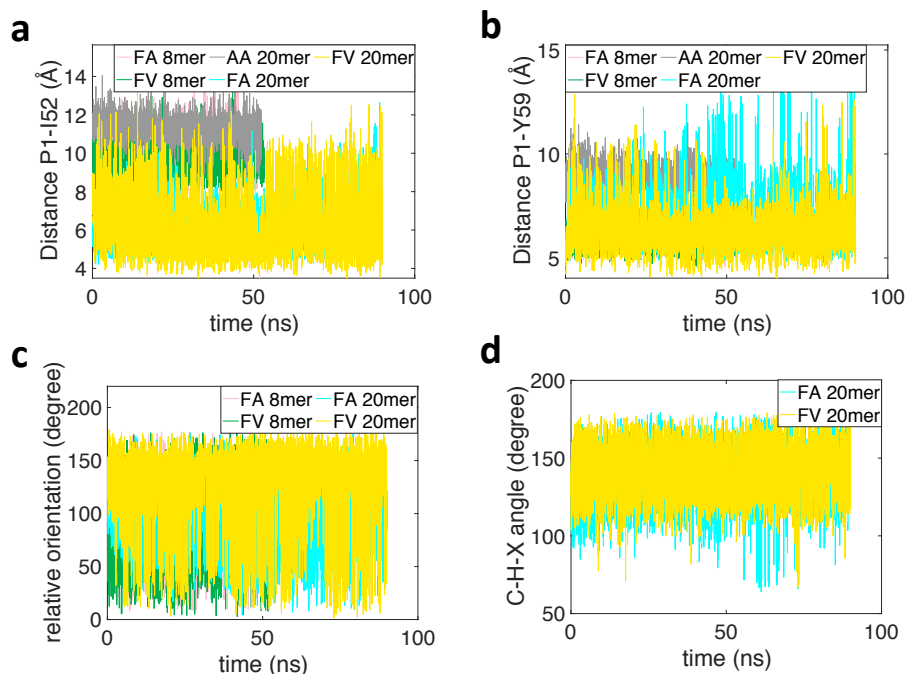 a
FA 8mer AA 20mer FV 20mer
FV 8mer FA 20mer
Distance P1-I52 (Å)
14
12
10
8
6
4
0 50 100
time (ns)
b
FA 8mer AA 20mer FV 20mer
FV 8mer FA 20mer
Distance P1-Y59 (Å)
15
10
5
0 50 100
time (ns)
c
FA 8mer FA 20mer
FV 8mer FV 20mer
relative orientation (degree)
200
150
100
50
0
0 50 100
time (ns)
d
FA 20mer
FV 20mer
C-H-X angle (degree)
200
150
100
50
0 50 100
time (ns)